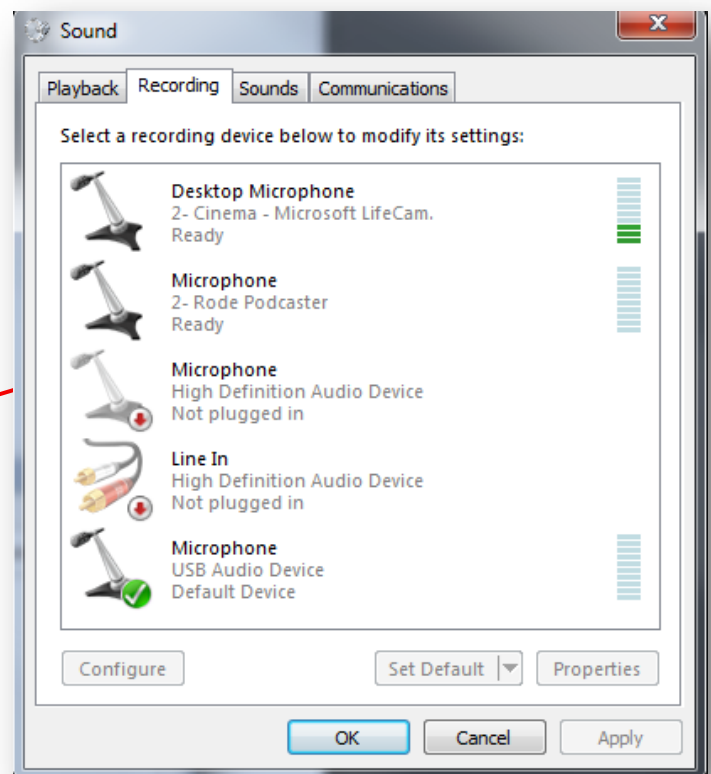 Sound
Playback Recording Sounds Communications
Select a recording device below to modify its settings:
Desktop Microphone
2- Cinema - Microsoft LifeCam.
Ready
Microphone
2- Rode Podcaster
Ready
Microphone
High Definition Audio Device
Not plugged in
Line In
High Definition Audio Device
Not plugged in
Microphone
USB Audio Device
Default Device
Configure Set Default Properties
OK Cancel Apply